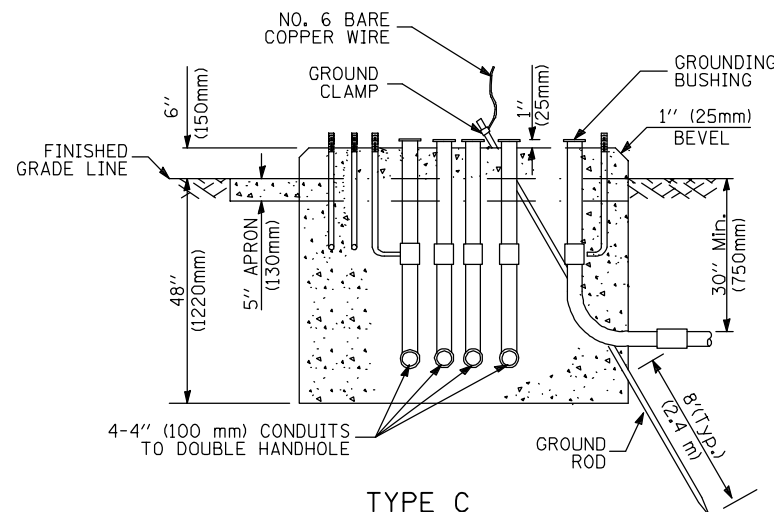 NO. 6 BARE
COPPER WIRE
GROUND
CLAMP
GROUNDING
BUSHING
1'' (25mm)
BEVEL
6''
(150mm)
1''
(25mm)
FINISHED
GRADE LINE
48''
(1220mm)
5'' APRON
(130mm)
30'' Min.
(750mm)
8'(Typ.)
(2.4 m)
4-4'' (100 mm) CONDUITS
TO DOUBLE HANDHOLE
GROUND
ROD
TYPE C